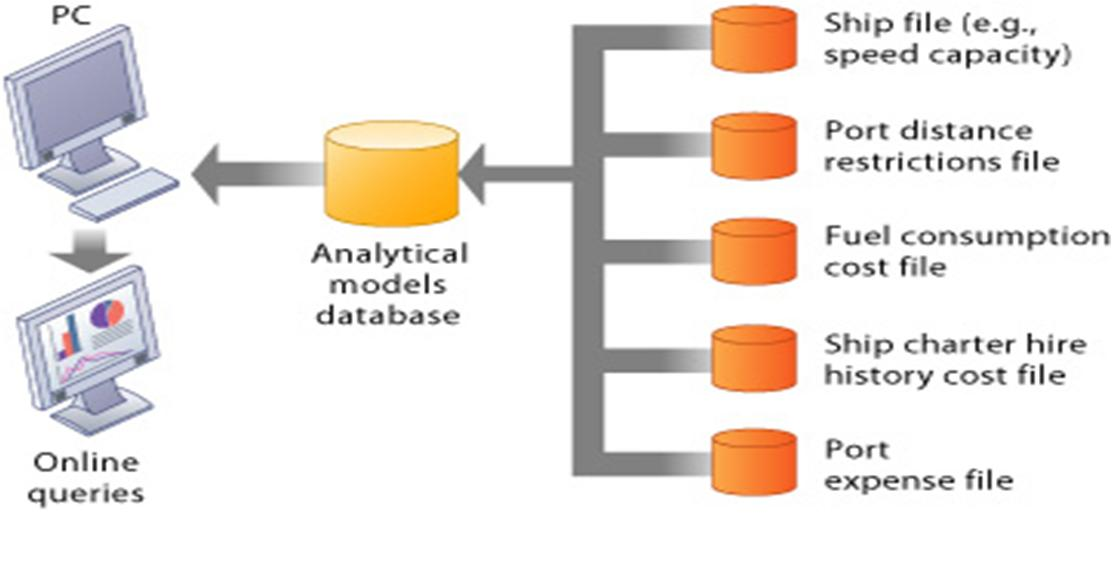 PC
Ship file (e.g.,
speed capacity)
Port distance
restrictions file
Analytical
models
database
Fuel consumption
cost file
Ship charter hire
history cost file
Online
queries
Port
expense file